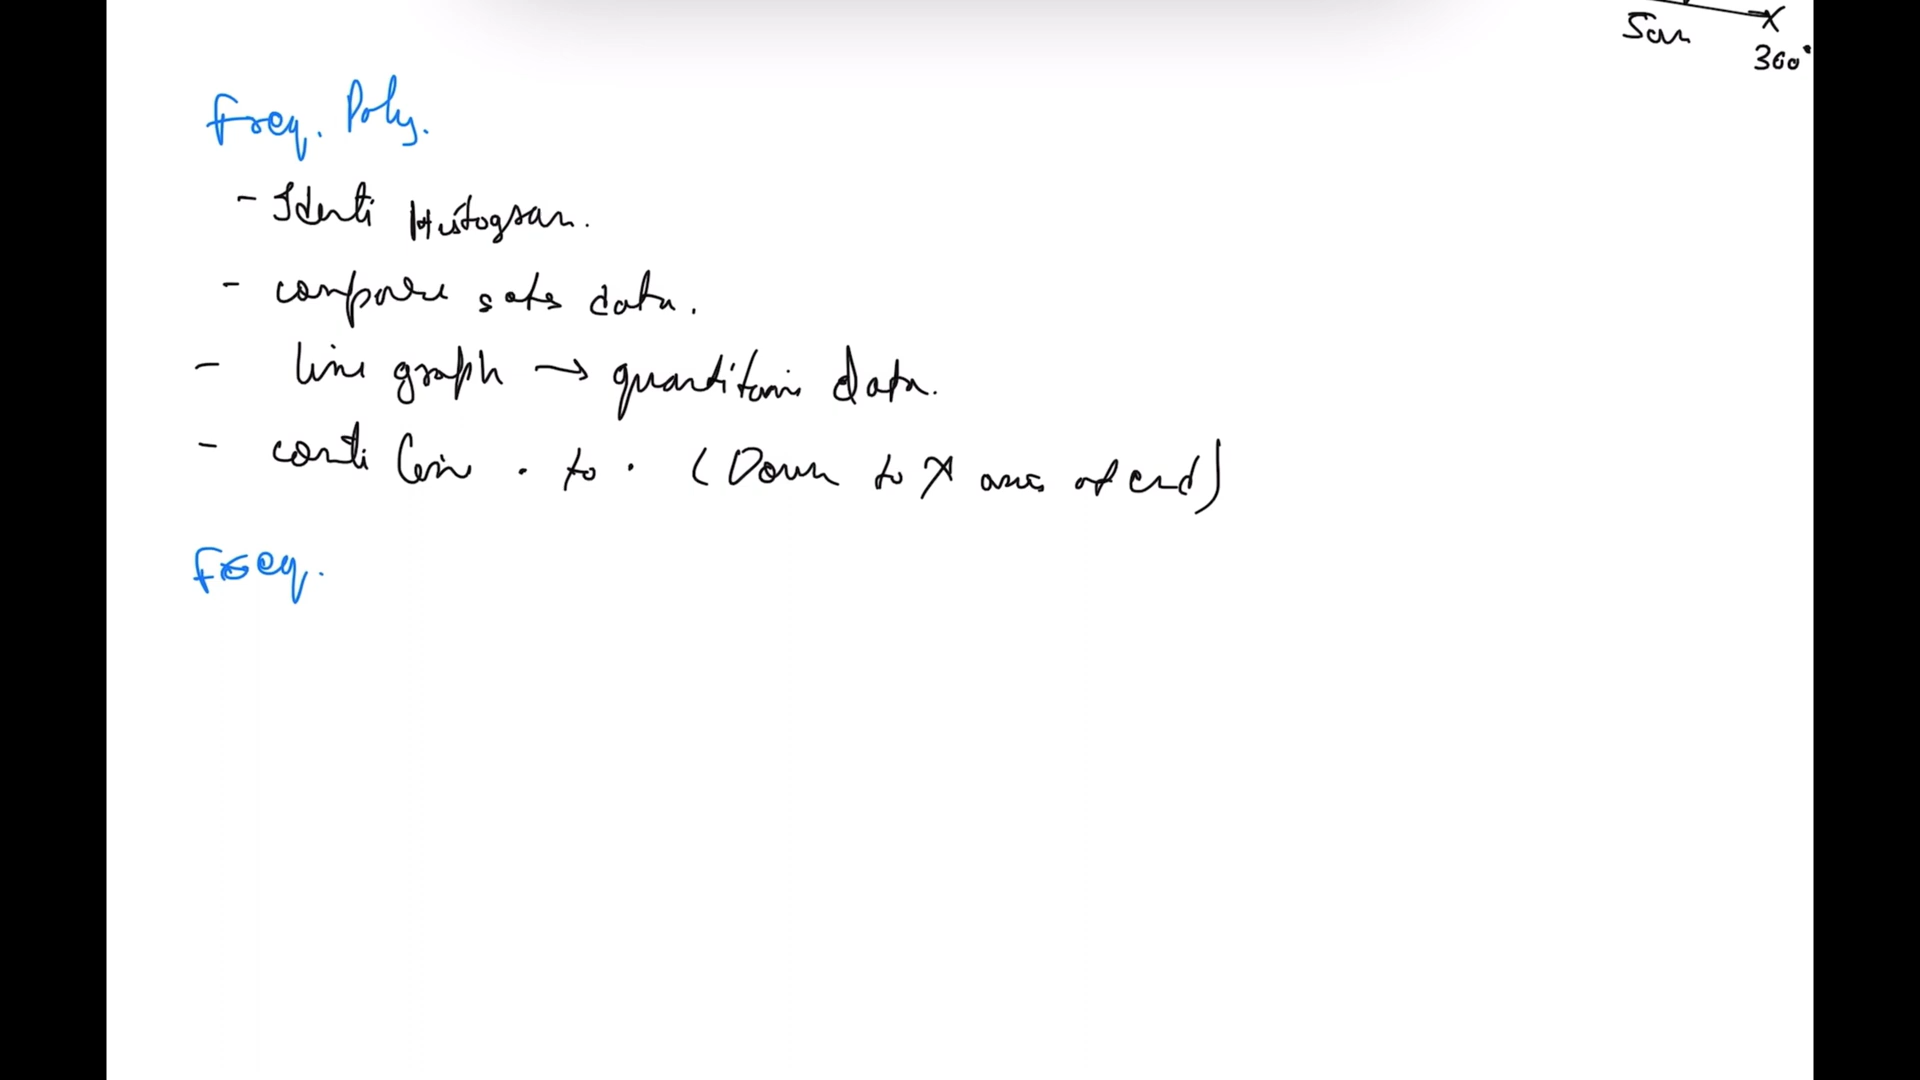 San
360°
Freq. Poly.
- Identi Histogram.
- compare sets data.
- line graph → quantitati data.
- conti line . to . (Down to X axis at end)
Freq.